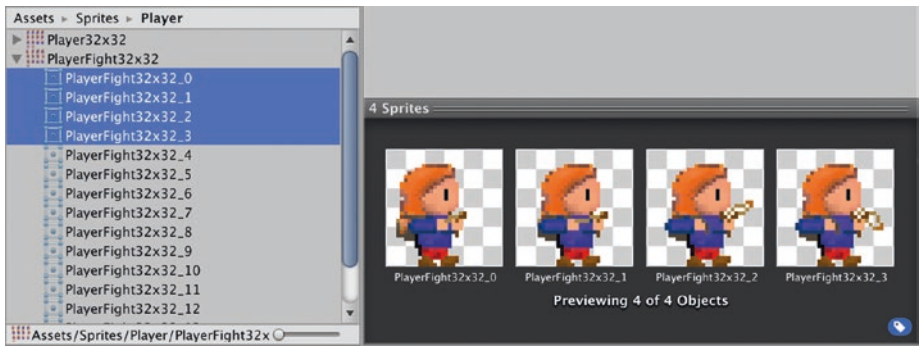 Assets ▸ Sprites ▸ Player
Player32x32
PlayerFight32x32
PlayerFight32x32_0
PlayerFight32x32_1
PlayerFight32x32_2
PlayerFight32x32_3
PlayerFight32x32_4
PlayerFight32x32_5
PlayerFight32x32_6
PlayerFight32x32_7
PlayerFight32x32_8
PlayerFight32x32_9
PlayerFight32x32_10
PlayerFight32x32_11
PlayerFight32x32_12
Assets/Sprites/Player/PlayerFight32x
4 Sprites
PlayerFight32x32_0 PlayerFight32x32_1 PlayerFight32x32_2 PlayerFight32x32_3
Previewing 4 of 4 Objects